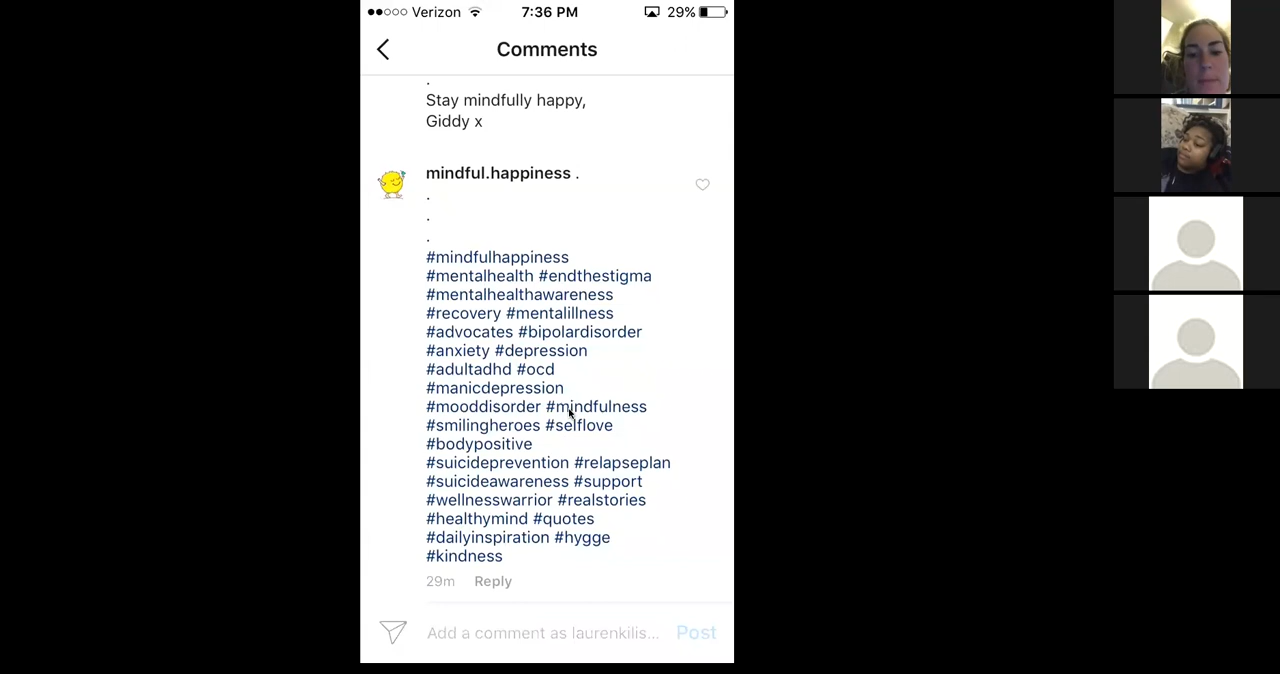 Verizon 7:36 PM 29%
Comments
.
Stay mindfully happy,
Giddy x
mindful.happiness .
.
.
.
#mindfulhappiness
#mentalhealth #endthestigma
#mentalhealthawareness
#recovery #mentalillness
#advocates #bipolardisorder
#anxiety #depression
#adultadhd #ocd
#manicdepression
#mooddisorder #mindfulness
#smilingheroes #selflove
#bodypositive
#suicideprevention #relapseplan
#suicideawareness #support
#wellnesswarrior #realstories
#healthymind #quotes
#dailyinspiration #hygge
#kindness
29m Reply
Add a comment as laurenkilis... Post